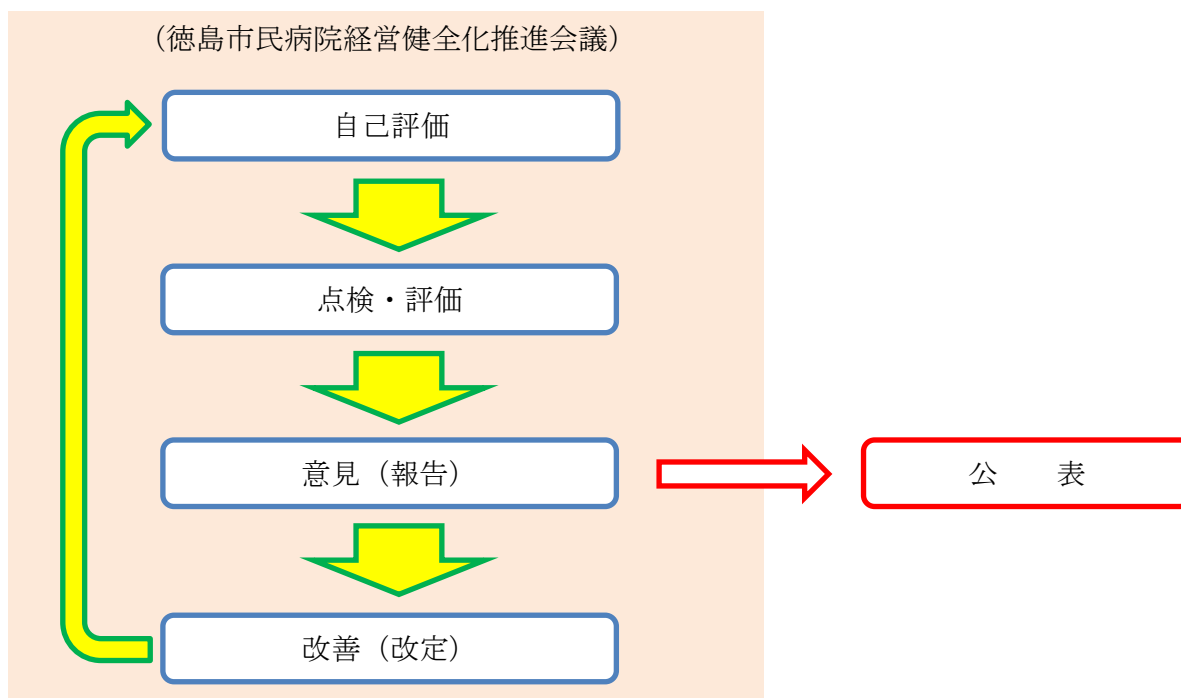 （徳島市民病院経営健全化推進会議）
自己評価
点検・評価
意見（報告）
公　　表
改善（改定）